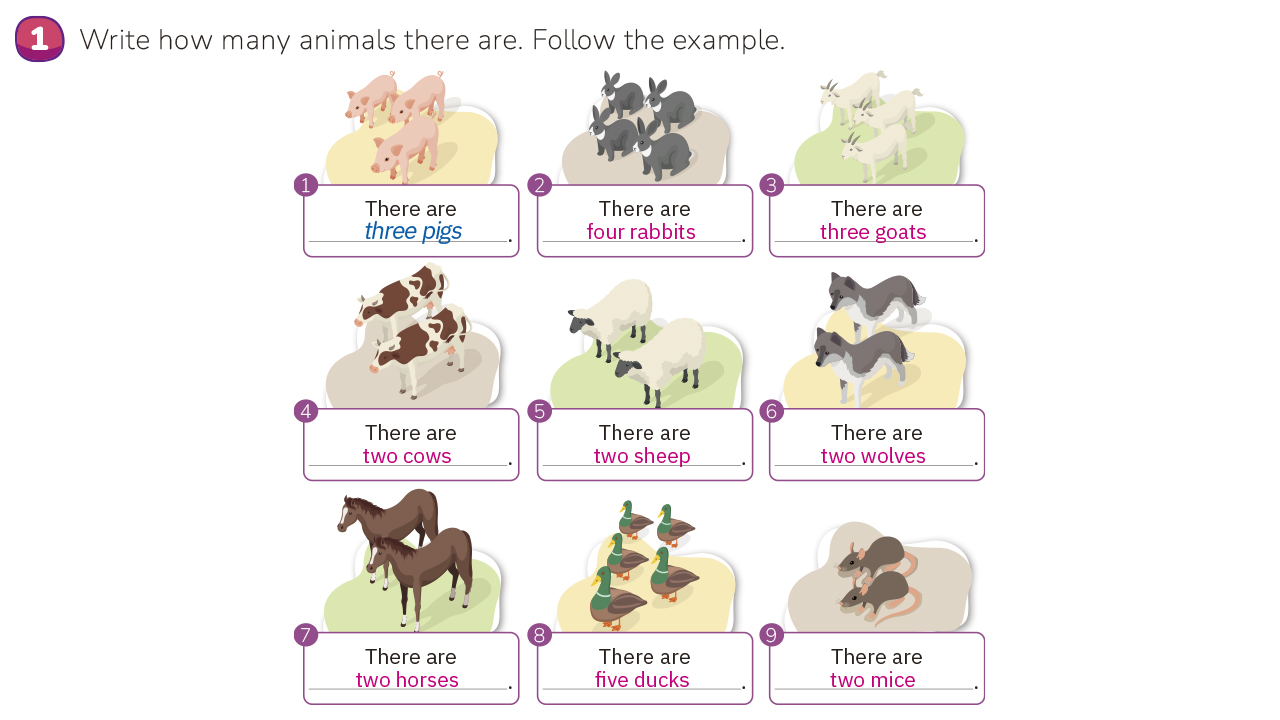 1 Write how many animals there are. Follow the example.
1 2 3
There are There are There are
three pigs. four rabbits. three goats.
4 5 6
There are There are There are
two cows. two sheep. two wolves.
7 8 9
There are There are There are
two horses. five ducks. two mice.